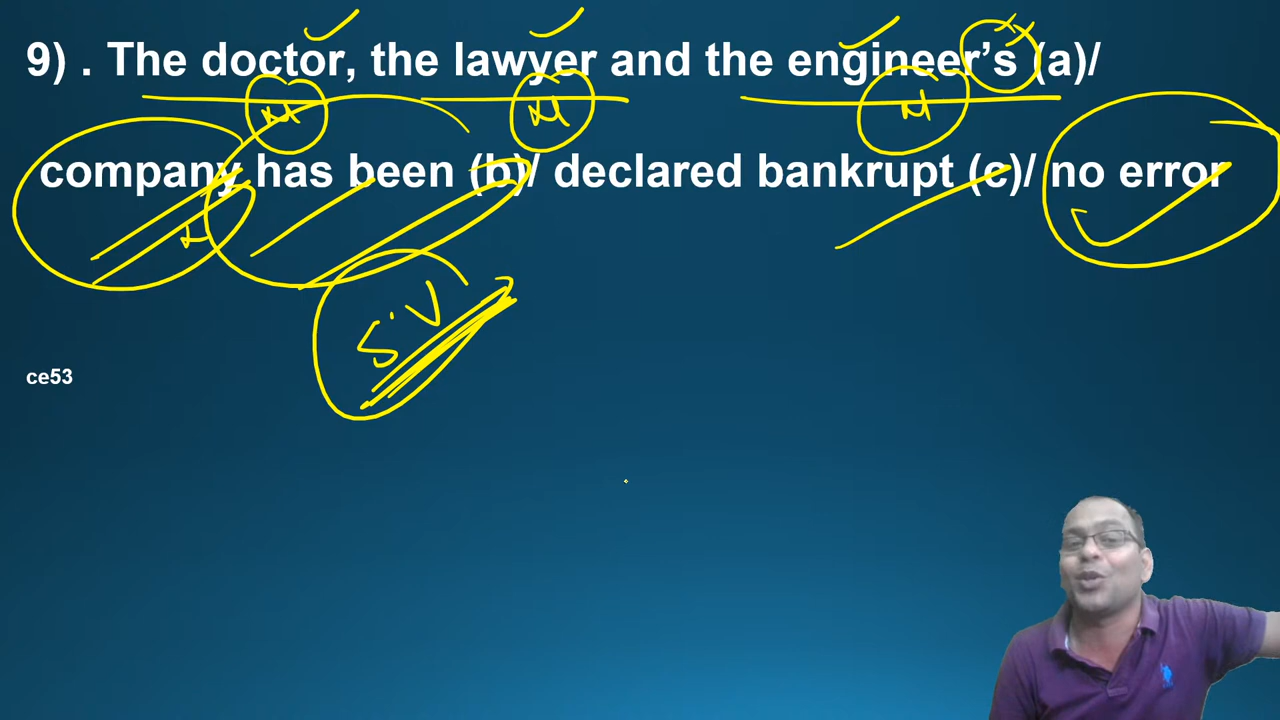 9) . The doctor, the lawyer and the engineer's (a)/
company has been (b)/ declared bankrupt (c)/ no error
N N N
S.V
ce53